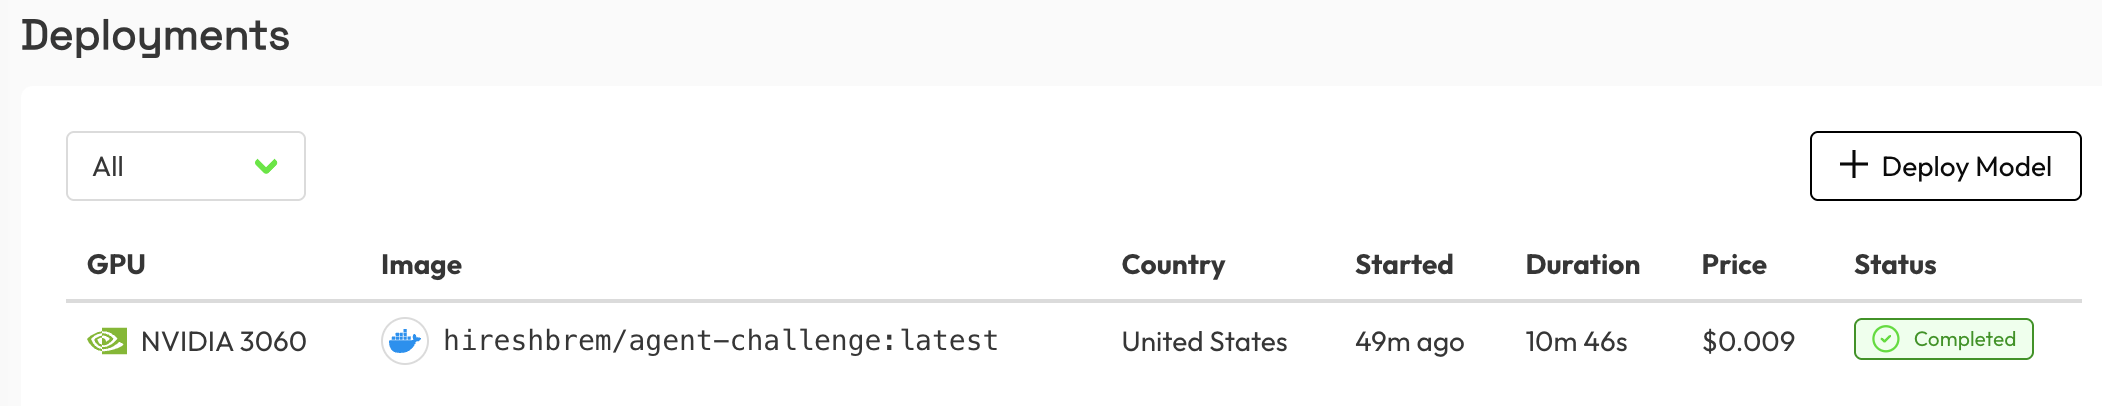 Deployments
All
Deploy Model
GPU Image Country Started Duration Price Status
NVIDIA 3060 hireshbrem/agent-challenge:latest United States 49m ago 10m 46s $0.009 Completed